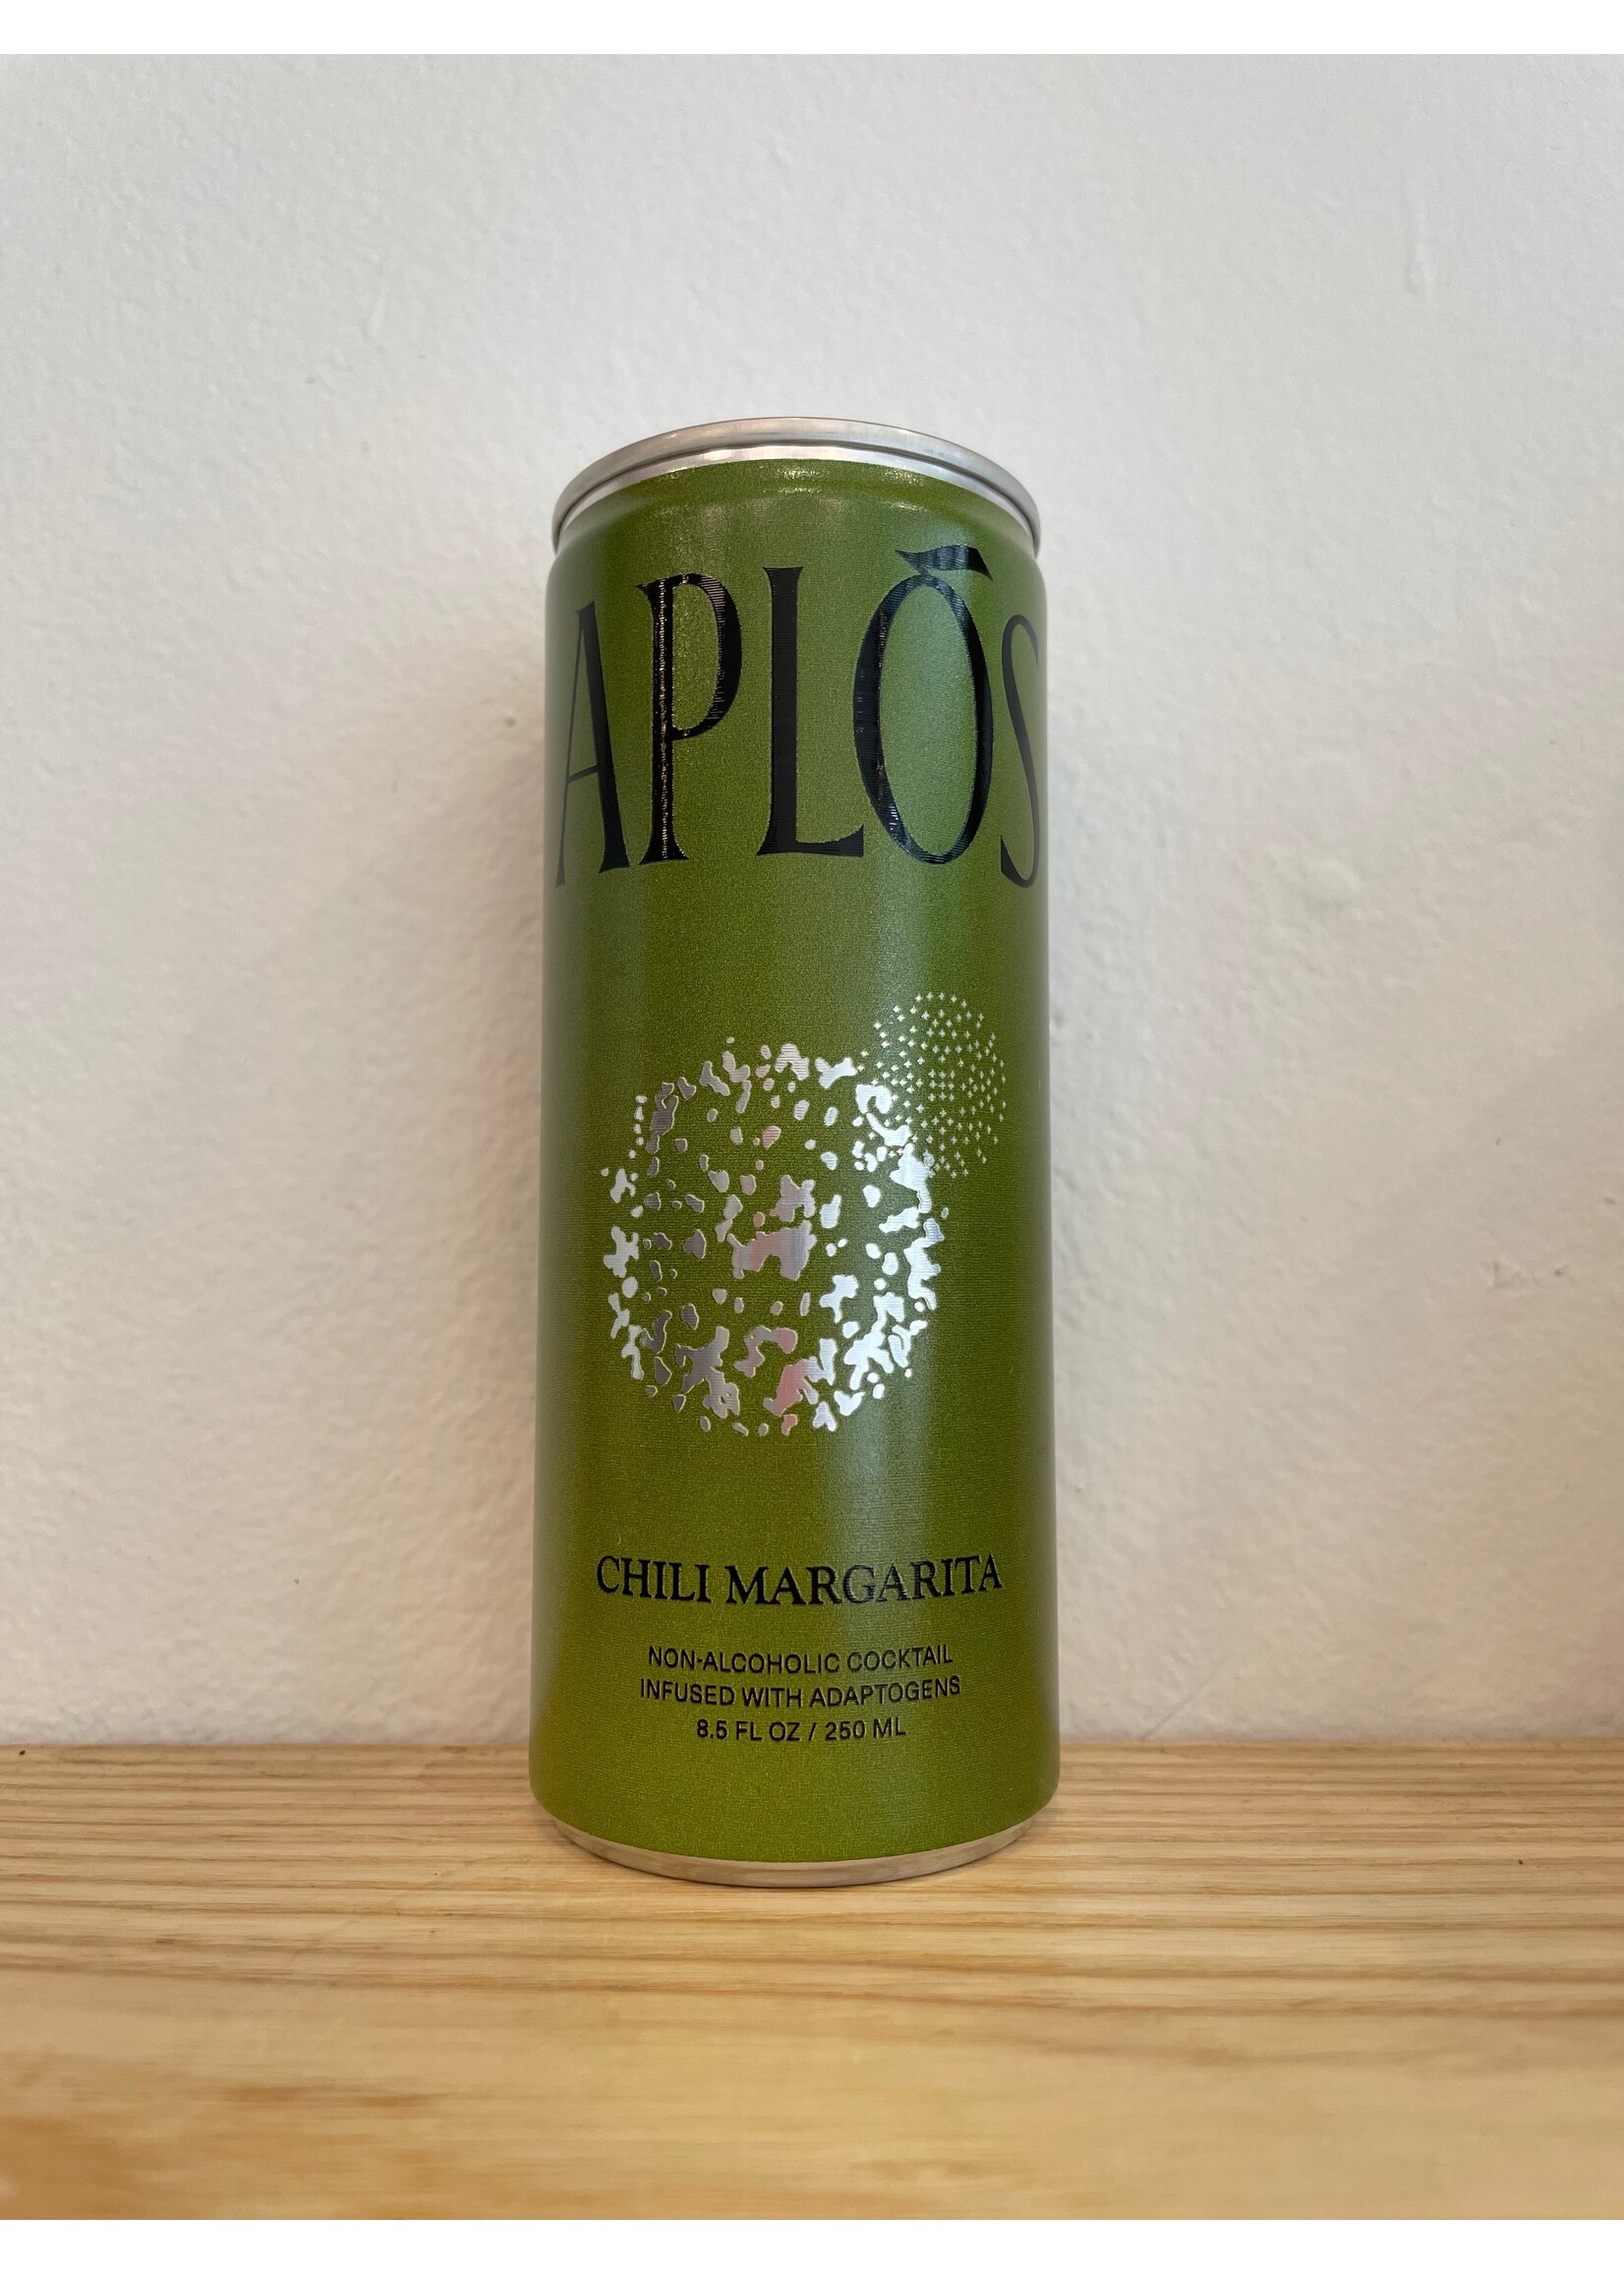 APLŌS
CHILI MARGARITA
NON-ALCOHOLIC COCKTAIL
INFUSED WITH ADAPTOGENS
8.5 FL OZ / 250 ML